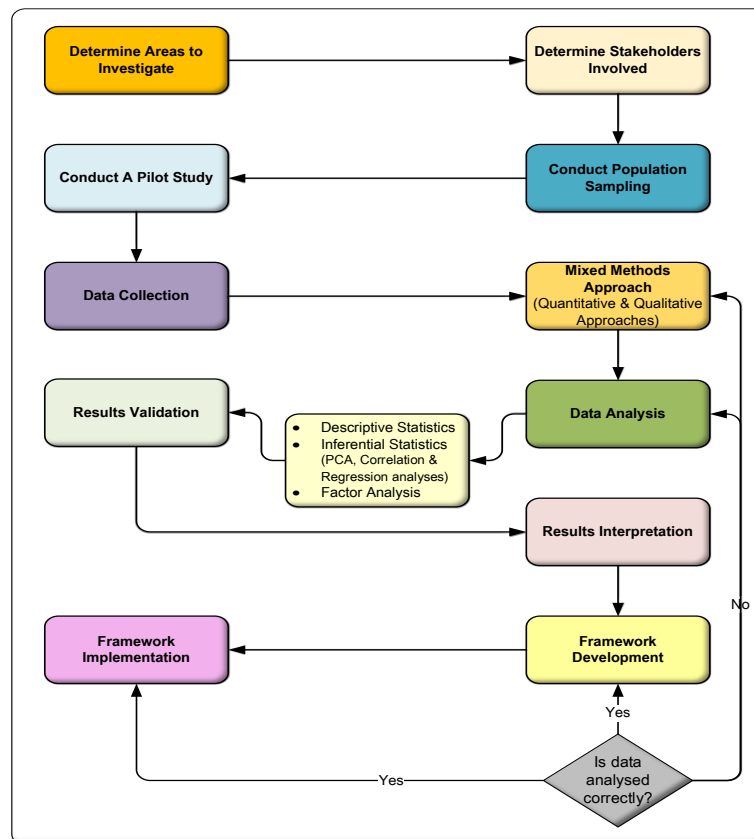 Determine Areas to
Investigate
Determine Stakeholders
Involved
Conduct A Pilot Study
Conduct Population
Sampling
Data Collection
Mixed Methods
Approach
(Quantitative & Qualitative
Approaches)
Results Validation
• Descriptive Statistics
• Inferential Statistics
(PCA, Correlation &
Regression analyses)
• Factor Analysis
Data Analysis
Results Interpretation
No
Framework
Implementation
Framework
Development
Yes
Yes
Is data
analysed
correctly?